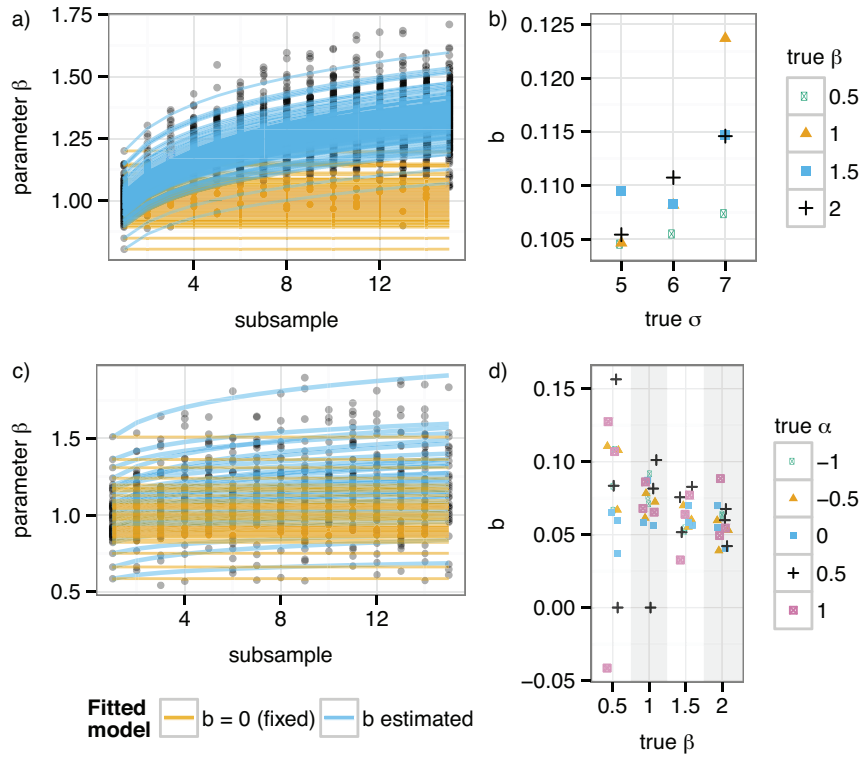 a)
1.75
1.50
1.25
1.00
parameter β
4
8
12
subsample
b)
0.125
0.120
0.115
0.110
0.105
b
5
6
7
true σ
true β
0.5
1
1.5
2
c)
1.5
1.0
0.5
parameter β
4
8
12
subsample
d)
0.15
0.10
0.05
0.00
−0.05
b
0.5
1
1.5
2
true β
true α
−1
−0.5
0
0.5
1
Fitted model
b = 0 (fixed)
b estimated